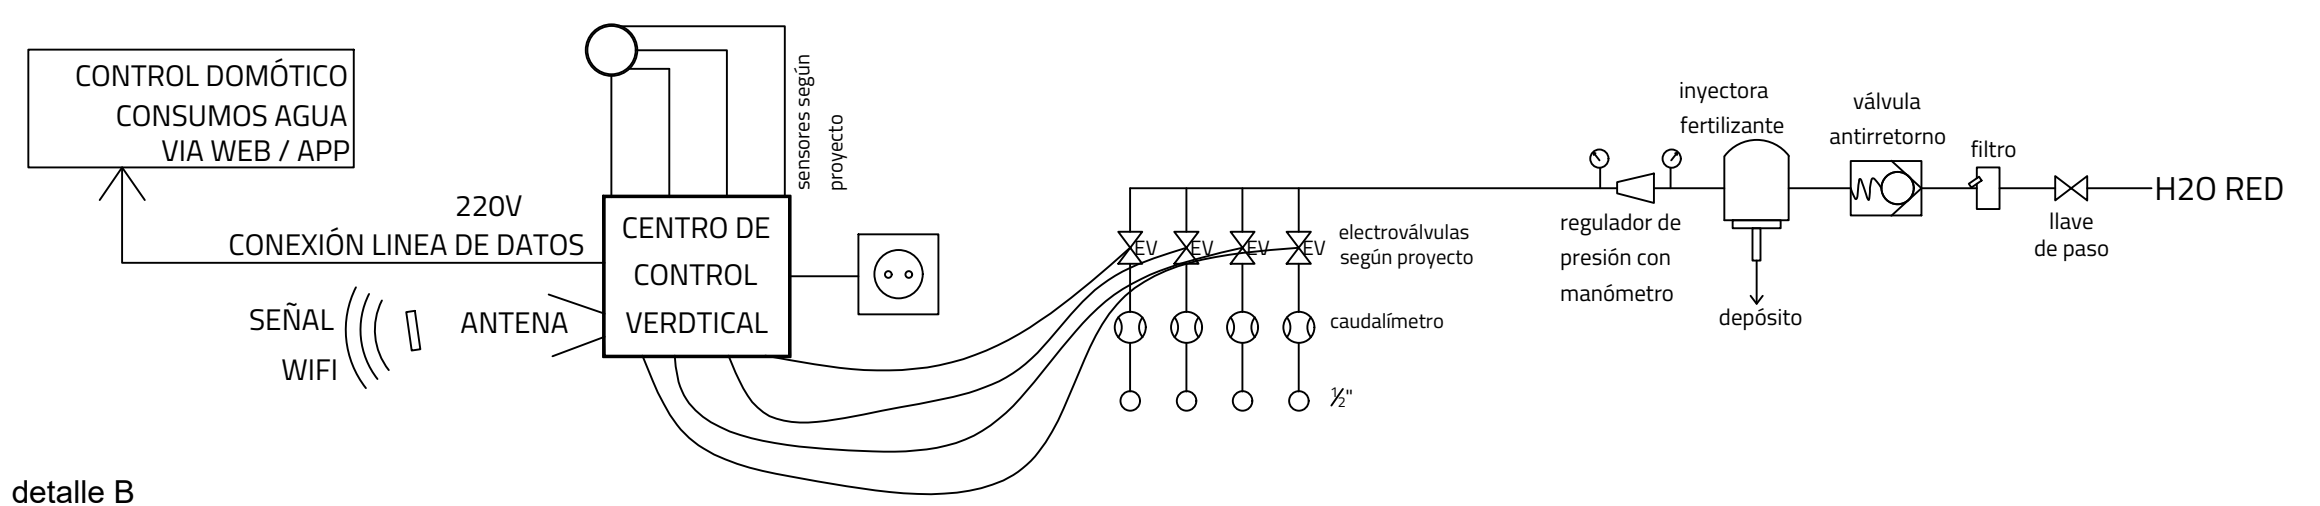 CONTROL DOMÓTICO
CONSUMOS AGUA
VIA WEB / APP
220V
CONEXIÓN LINEA DE DATOS
SEÑAL
WIFI
ANTENA
CENTRO DE
CONTROL
VERDTICAL
sensores según
proyecto
EV
EV
EV
EV
electroválvulas
según proyecto
caudalímetro
½"
regulador de
presión con
manómetro
inyectora
fertilizante
depósito
válvula
antirretorno
filtro
llave
de paso
H2O RED
detalle B